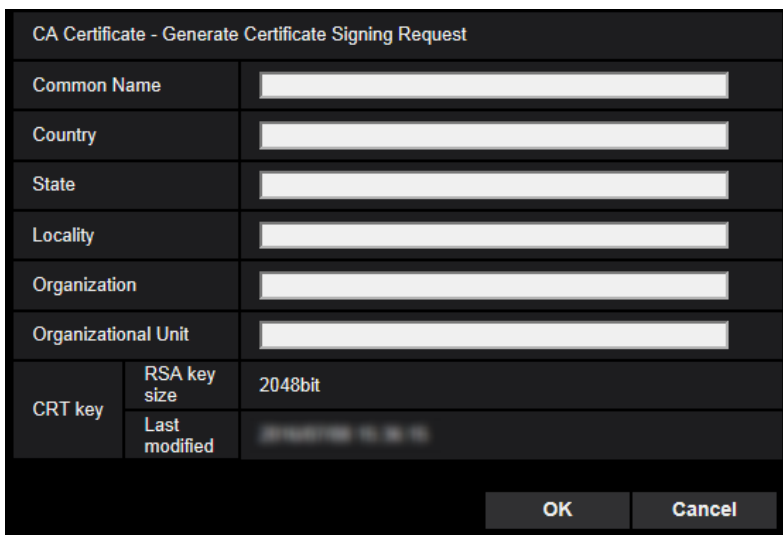 CA Certificate - Generate Certificate Signing Request
Common Name
Country
State
Locality
Organization
Organizational Unit
CRT key
RSA key
size
2048bit
Last
modified
OK
Cancel